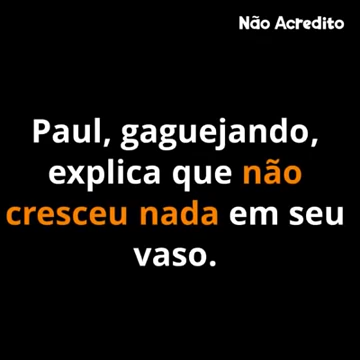 Não Acredito
Paul, gaguejando,
explica que não
cresceu nada em seu
vaso.